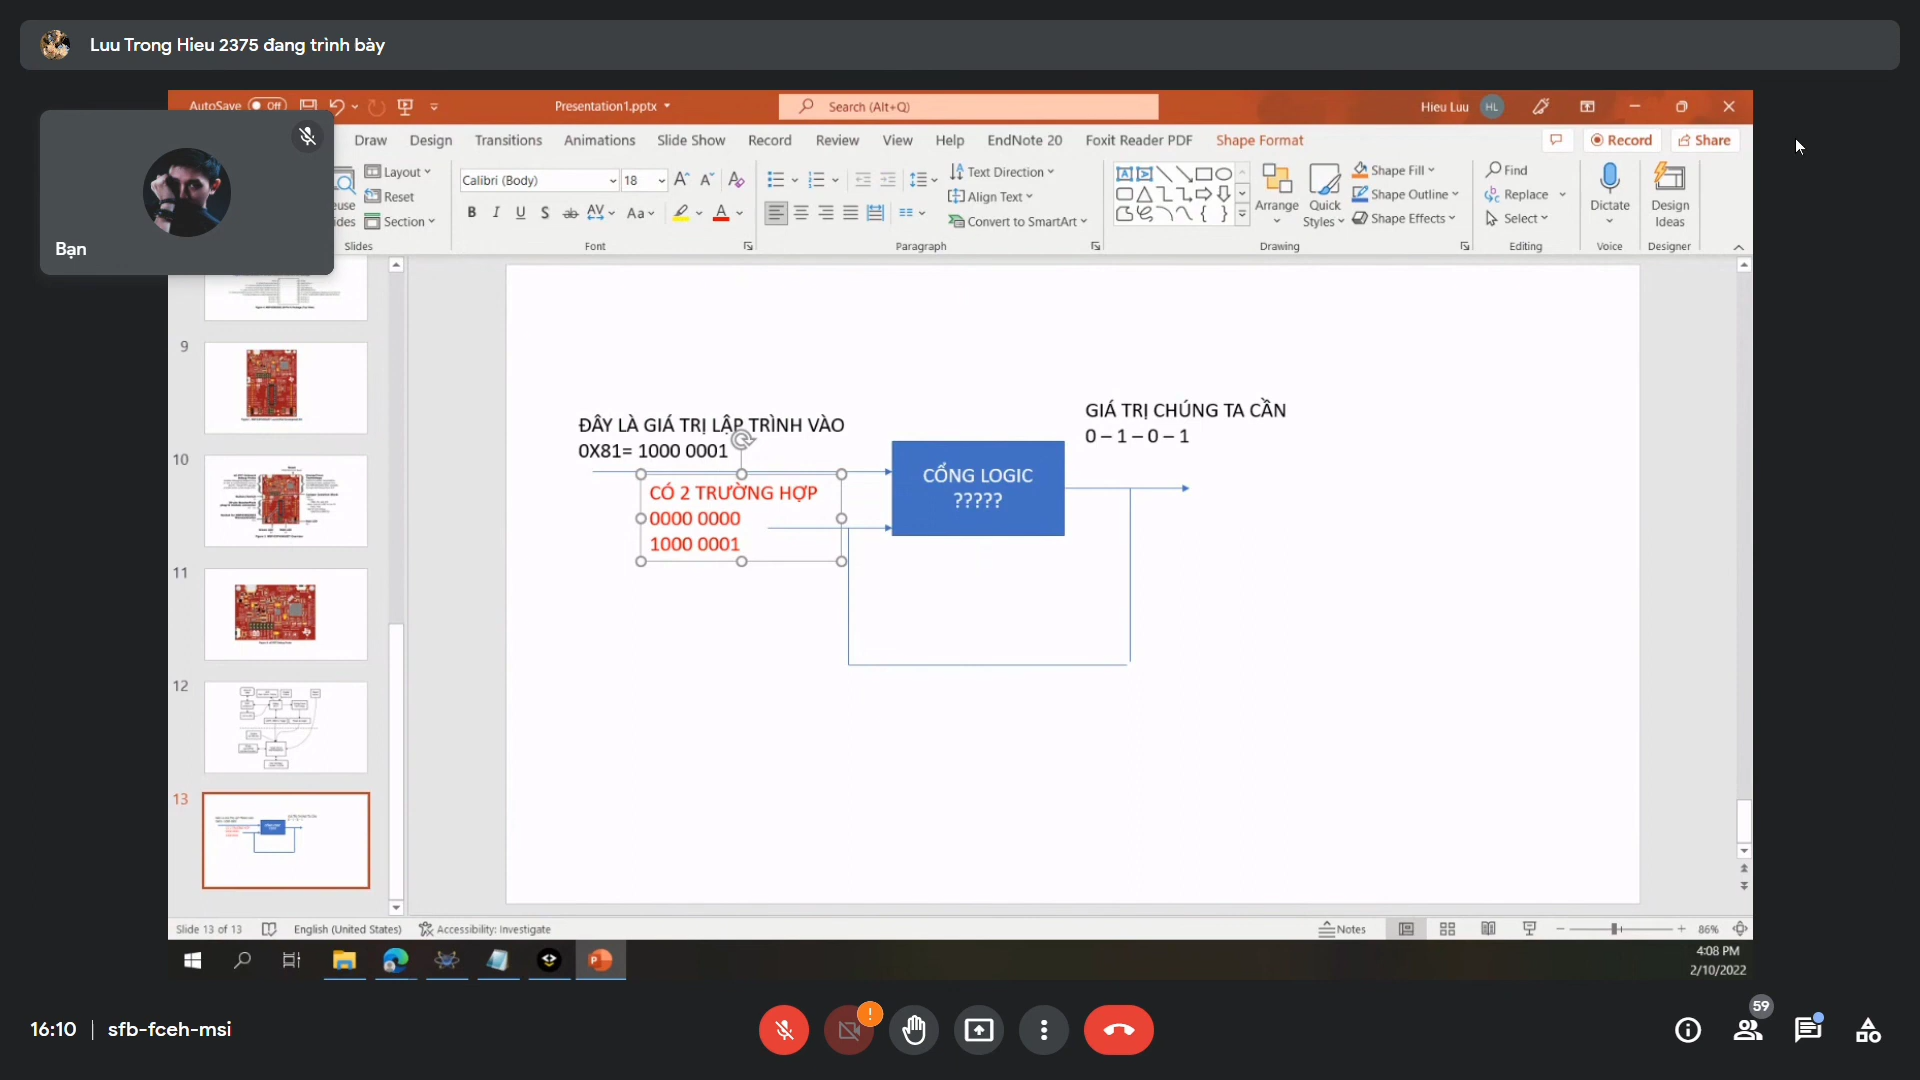 Luu Trong Hieu 2375 đang trình bày
AutoSave Off
Presentation1.pptx
Search (Alt+Q)
Hieu Luu HL
Draw Design Transitions Animations Slide Show Record Review View Help EndNote 20 Foxit Reader PDF Shape Format Record Share
Layout
Reset
Section
Slides
Calibri (Body) 18
B I U S ab AV Aa A
Font
Text Direction
Align Text
Convert to SmartArt
Paragraph
Arrange
Quick
Styles
Shape Fill
Shape Outline
Shape Effects
Drawing
Find
Replace
Select
Editing
Dictate
Voice
Design
Ideas
Designer
Bạn
9
10
11
12
13
ĐÂY LÀ GIÁ TRỊ LẬP TRÌNH VÀO
0X81= 1000 0001
CÓ 2 TRƯỜNG HỢP
0000 0000
1000 0001
CỔNG LOGIC
?????
GIÁ TRỊ CHÚNG TA CẦN
0 – 1 – 0 – 1
Slide 13 of 13
English (United States)
Accessibility: Investigate
Notes
86%
4:08 PM
2/10/2022
16:10 | sfb-fceh-msi
59